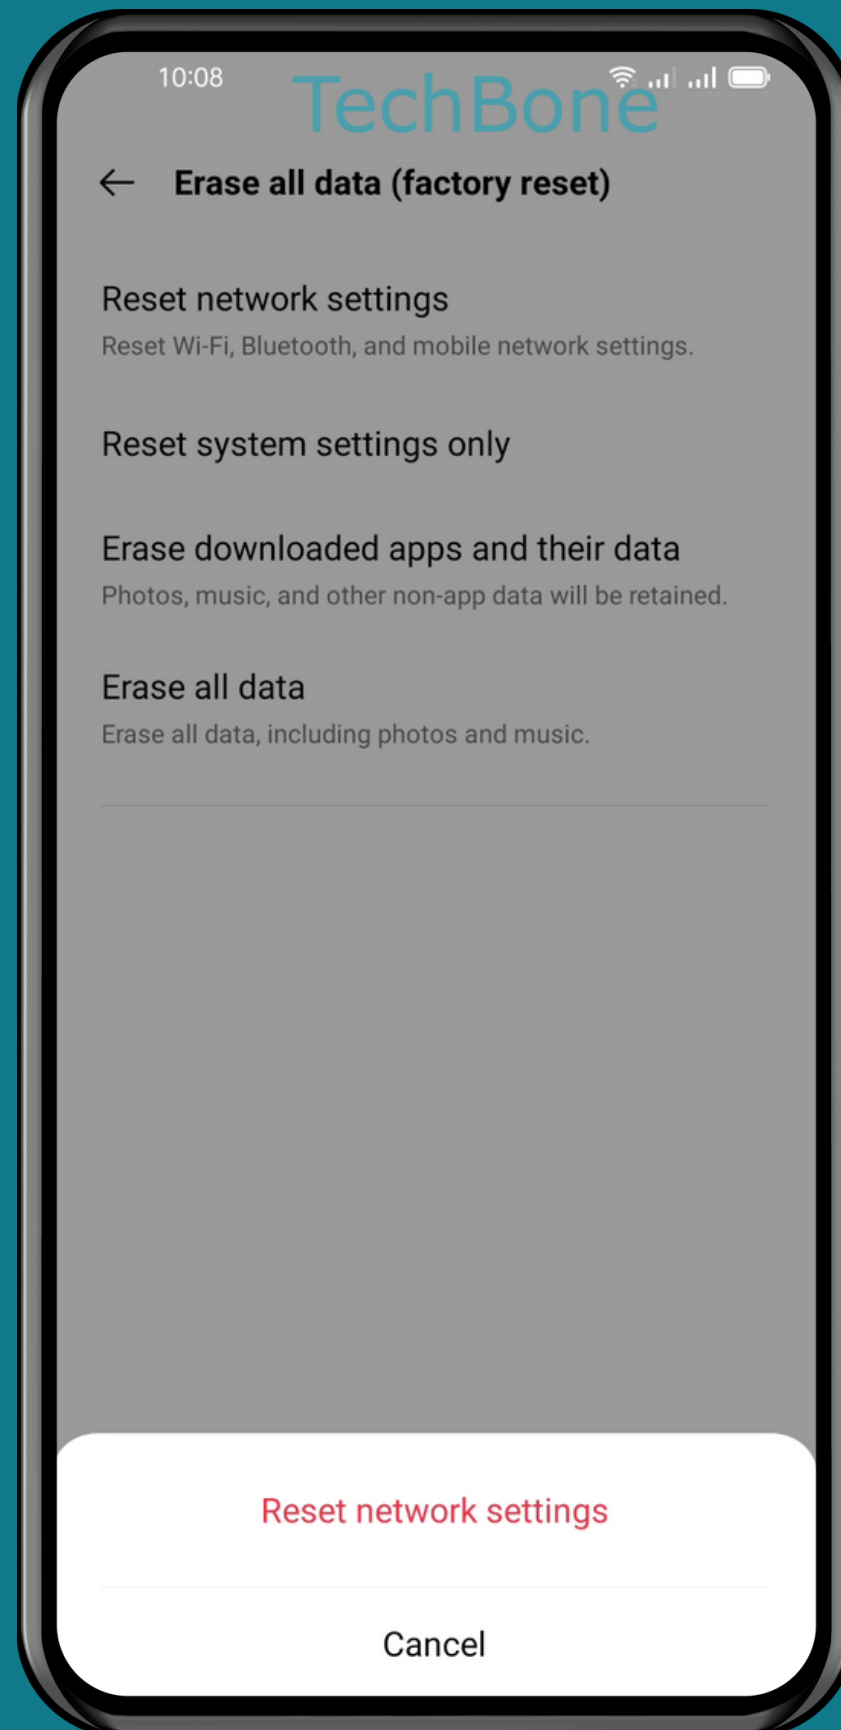 10:08
TechBone
Erase all data (factory reset)
Reset network settings
Reset Wi-Fi, Bluetooth, and mobile network settings.
Reset system settings only
Erase downloaded apps and their data
Photos, music, and other non-app data will be retained.
Erase all data
Erase all data, including photos and music.
Reset network settings
Cancel